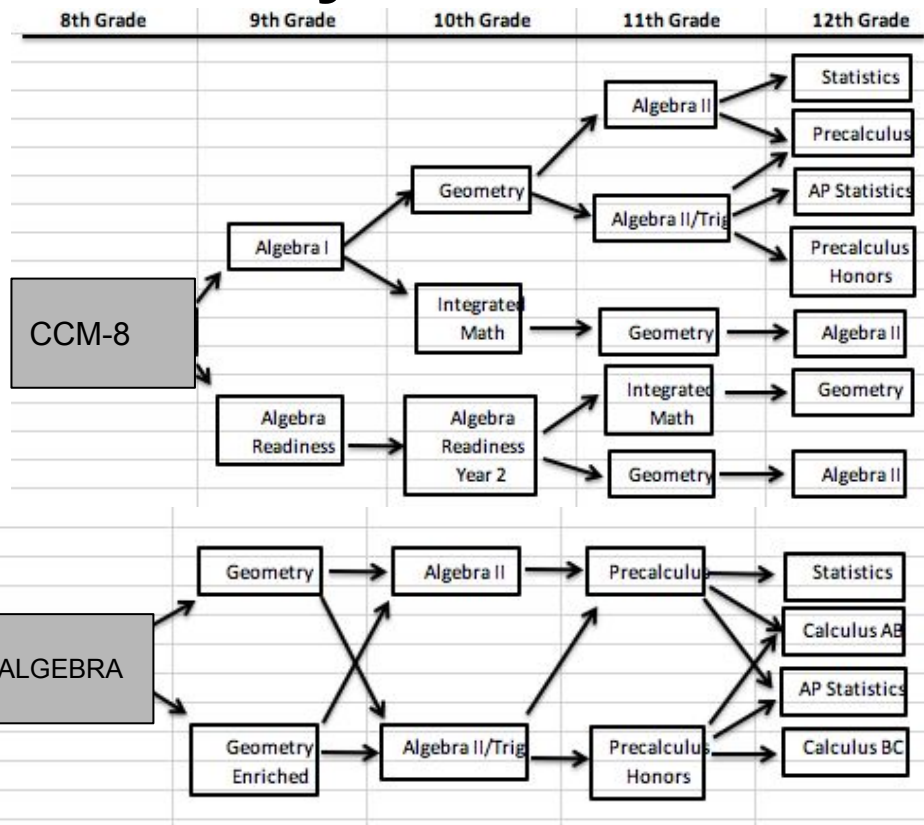 8th Grade 9th Grade 10th Grade 11th Grade 12th Grade
Statistics
Algebra II
Precalculus
Geometry
AP Statistics
Algebra II/Trig
Algebra I
Precalculus
Honors
CCM-8
Integrated
Math
Geometry
Algebra II
Integrated
Math
Geometry
Algebra
Readiness
Algebra
Readiness
Year 2
Geometry
Algebra II
Geometry
Algebra II
Precalculus
Statistics
Calculus AB
ALGEBRA
AP Statistics
Geometry
Enriched
Algebra II/Trig
Precalculus
Honors
Calculus BC